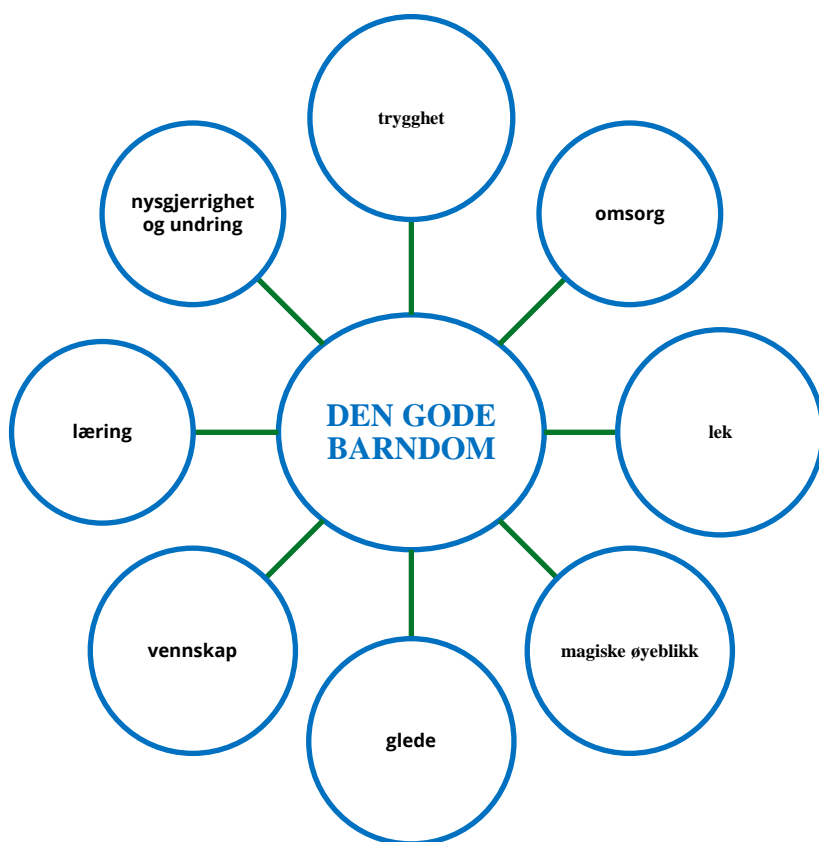 trygghet
nysgjerrighet
og undring
omsorg
DEN GODE
BARNDOM
læring
lek
vennskap
magiske øyeblikk
glede